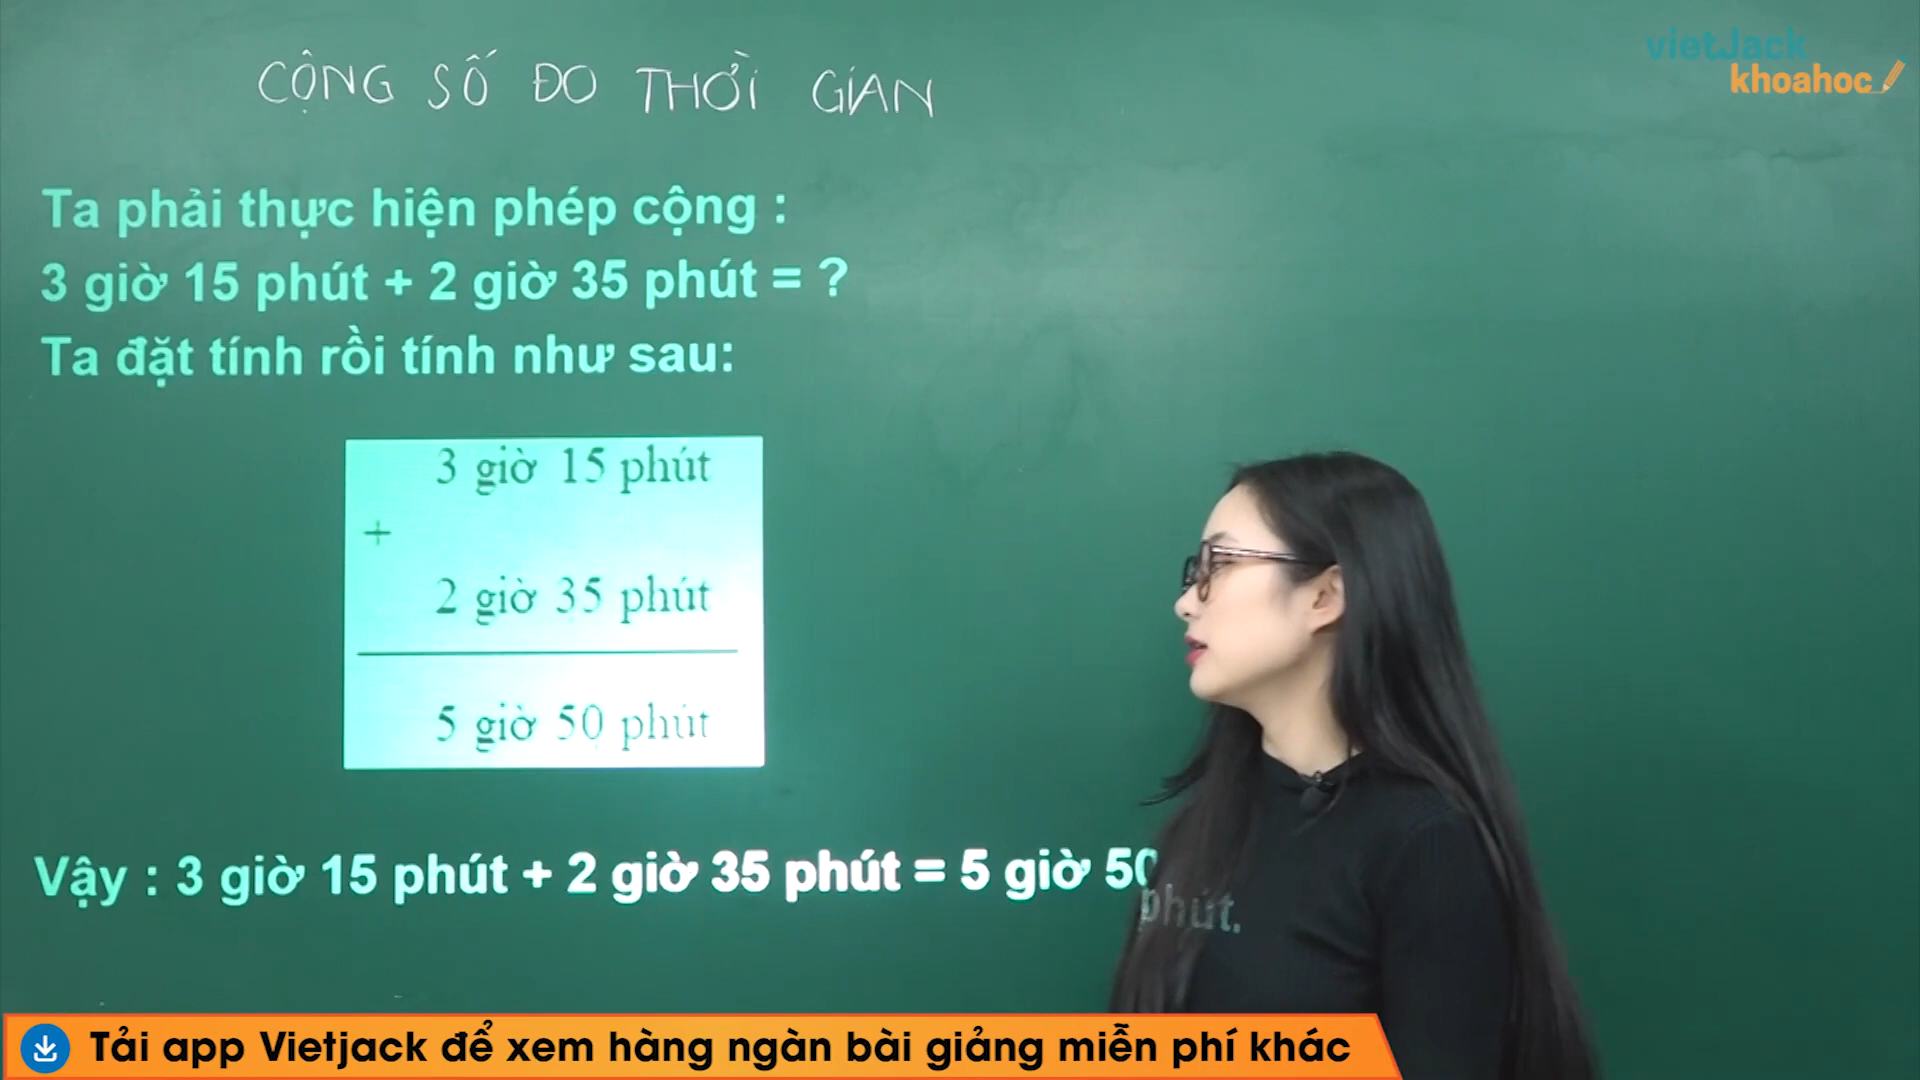 vietJack
khoahoc
CỘNG SỐ ĐO THỜI GIAN
Ta phải thực hiện phép cộng :
3 giờ 15 phút + 2 giờ 35 phút = ?
Ta đặt tính rồi tính như sau:
3 giờ 15 phút
+
2 giờ 35 phút
5 giờ 50 phút
Vậy : 3 giờ 15 phút + 2 giờ 35 phút = 5 giờ 50 phút.
Tải app Vietjack để xem hàng ngàn bài giảng miễn phí khác